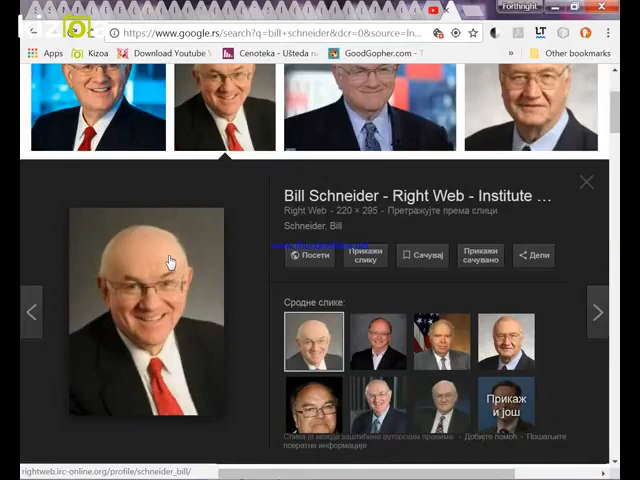 Forthright
kizoa
https://www.google.rs/search?q=bill+schneider&dcr=0&source=ln...
Kizoa
Download Youtube V
Cenoteka - Ušteda na
GoodGopher.com - T
»
Other bookmarks
Bill Schneider - Right Web - Institute ...
Right Web - 220 × 295 - Претражујте према слици
Schneider, Bill
Посети
Прикажи
слику
Сачувај
Прикажи
сачувано
Дели
Сродне слике:
Прикаж
и још
Слика је можда заштићена ауторским правима. - Добијте помоћ - Пошаљите
повратне информације
rightweb.irc-online.org/profile/schneider_bill/